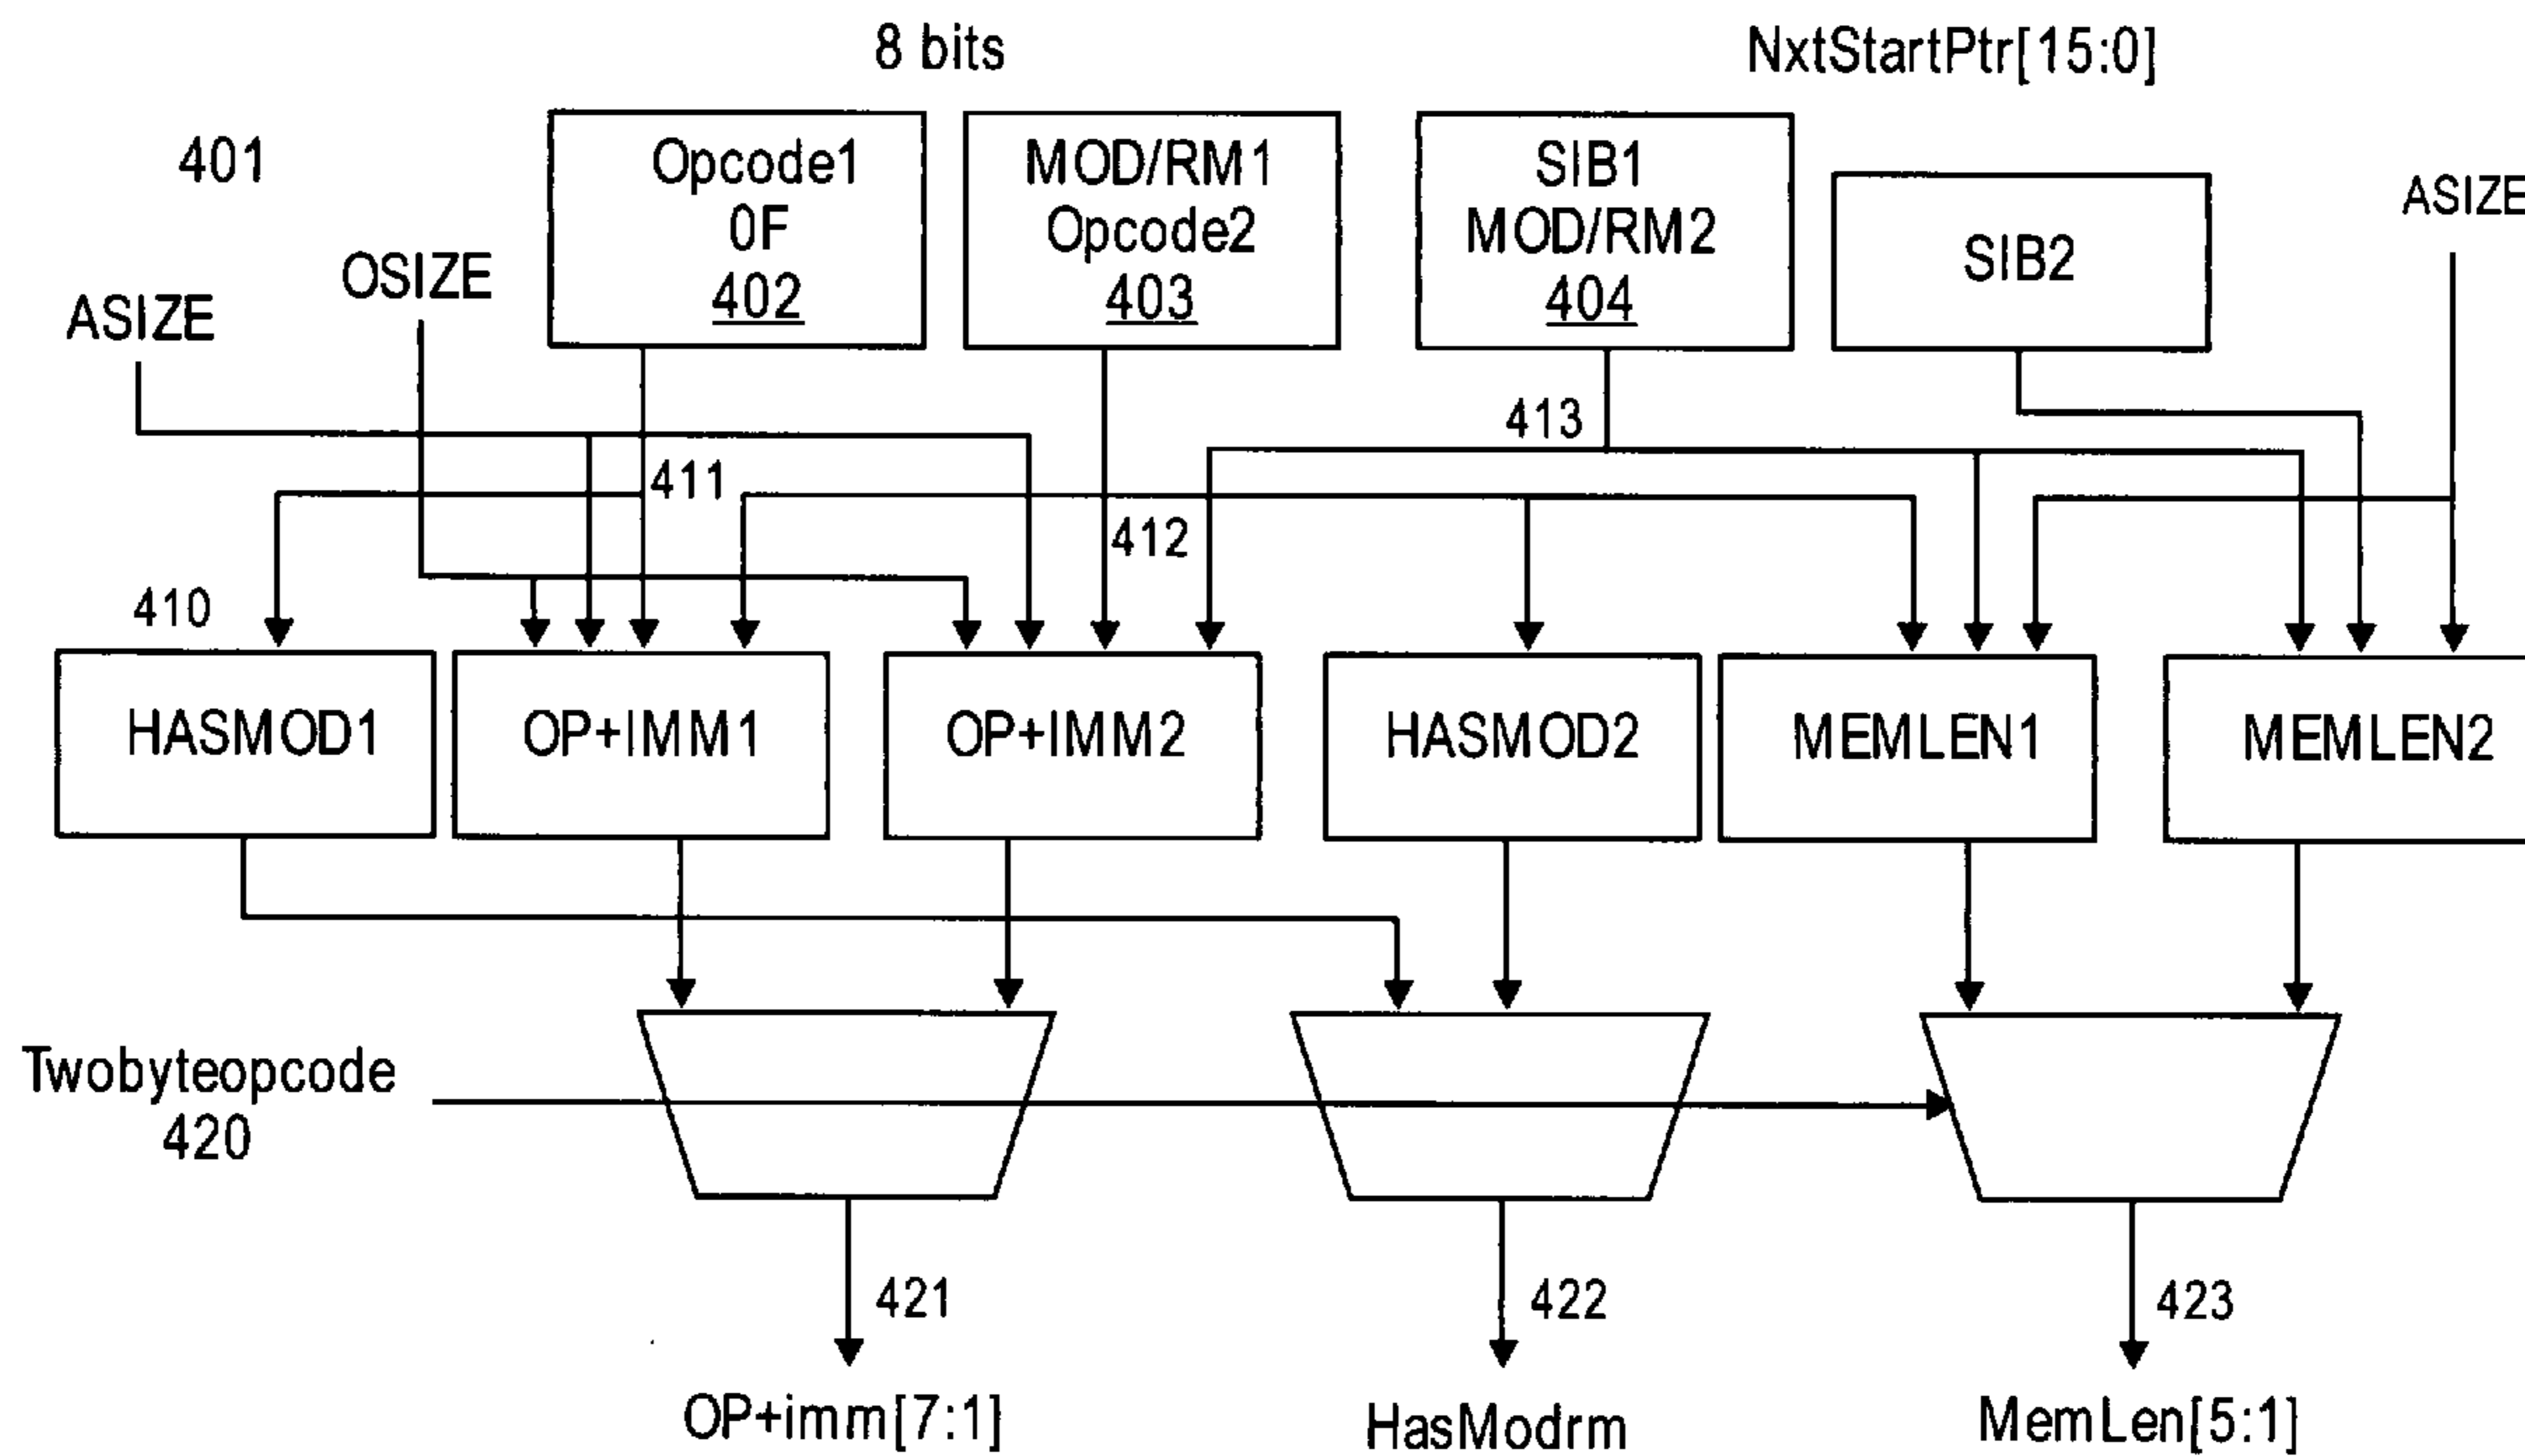 8 bits
NxtStartPtr[15:0]
401
Opcode1
0F
402
MOD/RM1
Opcode2
403
SIB1
MOD/RM2
404
SIB2
ASIZE
OSIZE
ASIZE
413
411
412
410
HASMOD1
OP+IMM1
OP+IMM2
HASMOD2
MEMLEN1
MEMLEN2
Twobyteopcode
420
421
422
423
OP+imm[7:1]
HasModrm
MemLen[5:1]